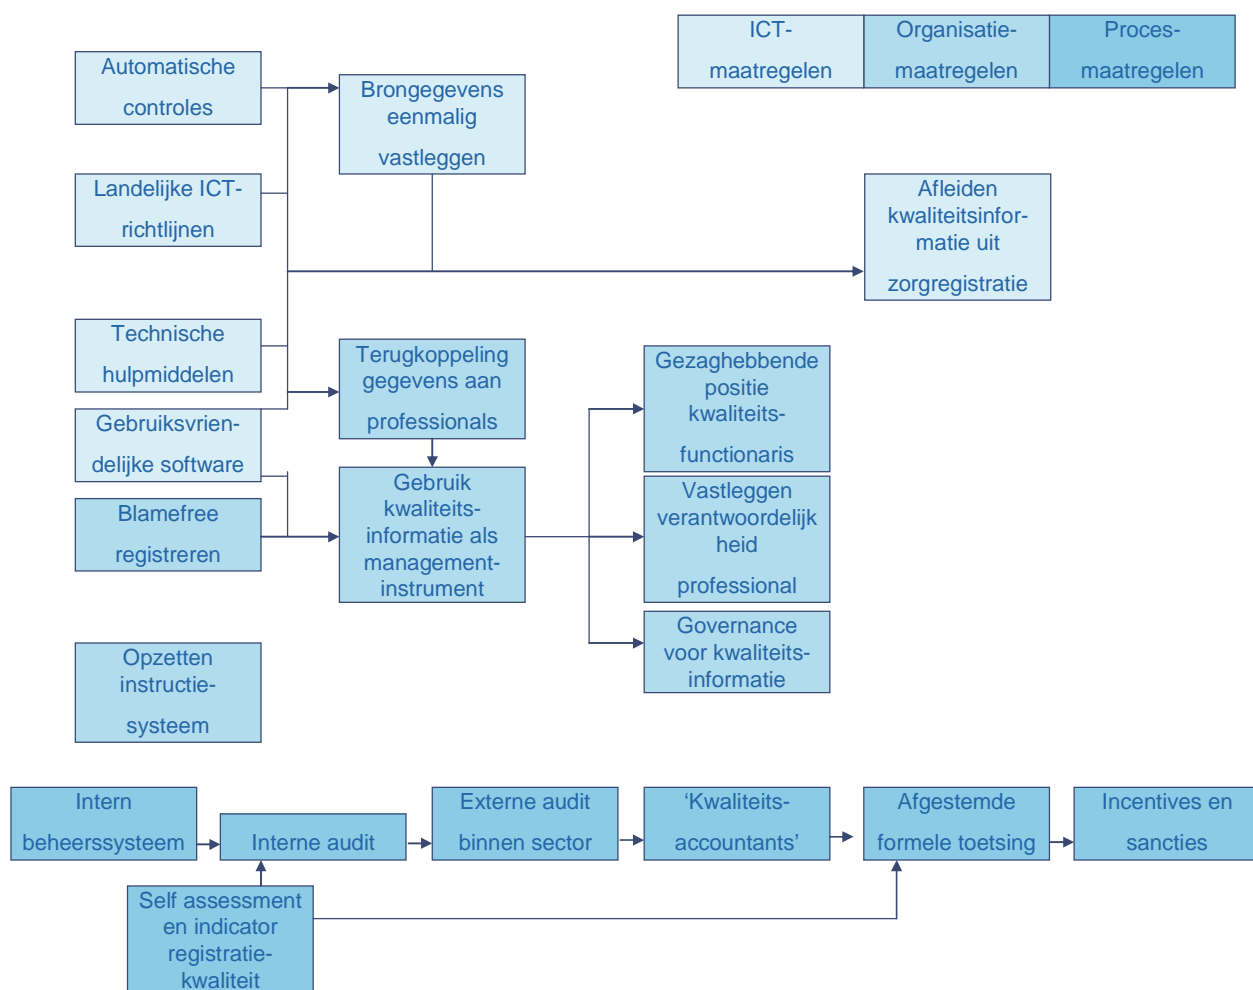 ICT-
maatregelen
Organisatie-
maatregelen
Proces-
maatregelen
Automatische
controles
Brongegevens
eenmalig
vastleggen
Landelijke ICT-
richtlijnen
Afleiden
kwaliteitsinfor-
matie uit
zorgregistratie
Technische
hulpmiddelen
Terugkoppeling
gegevens aan
professionals
Gezaghebbende
positie
kwaliteits-
functionaris
Gebruiksvrien-
delijke software
Gebruik
kwaliteits-
informatie als
management-
instrument
Vastleggen
verantwoordelijk
heid
professional
Blamefree
registreren
Governance
voor kwaliteits-
informatie
Opzetten
instructie-
systeem
Intern
beheerssysteem
Interne audit
Externe audit
binnen sector
‘Kwaliteits-
accountants’
Afgestemde
formele toetsing
Incentives en
sancties
Self assessment
en indicator
registratie-
kwaliteit